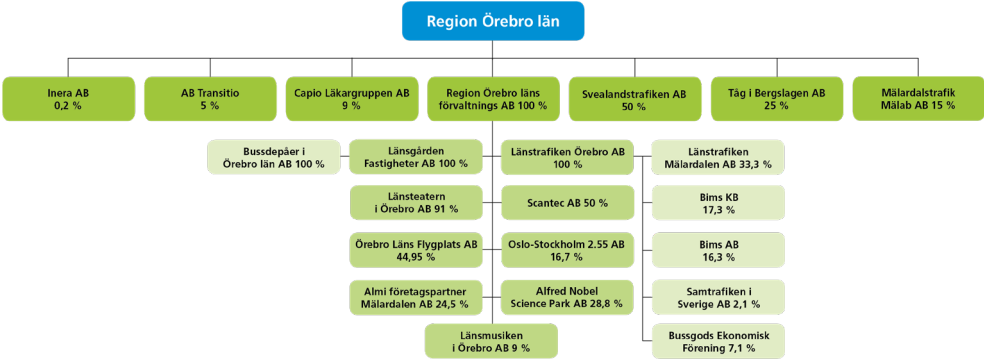 Region Örebro län
Inera AB
0,2 %
AB Transitio
5 %
Capio Läkargruppen AB
9 %
Region Örebro läns
förvaltnings AB 100 %
Svealandstrafiken AB
50 %
Tåg i Bergslagen AB
25 %
Mälardalstrafik
Mälab AB 15 %
Bussdepåer i
Örebro län AB 100 %
Länsgården
Fastigheter AB 100 %
Länstrafiken Örebro AB
100 %
Länstrafiken
Mälardalen AB 33,3 %
Länsteatern
i Örebro AB 91 %
Scantec AB 50 %
Bims KB
17,3 %
Örebro Läns Flygplats AB
44,95 %
Oslo-Stockholm 2.55 AB
16,7 %
Bims AB
16,3 %
Almi företagspartner
Mälardalen AB 24,5 %
Alfred Nobel
Science Park AB 28,8 %
Samtrafiken i
Sverige AB 2,1 %
Länsmusiken
i Örebro AB 9 %
Bussgods Ekonomisk
Förening 7,1 %